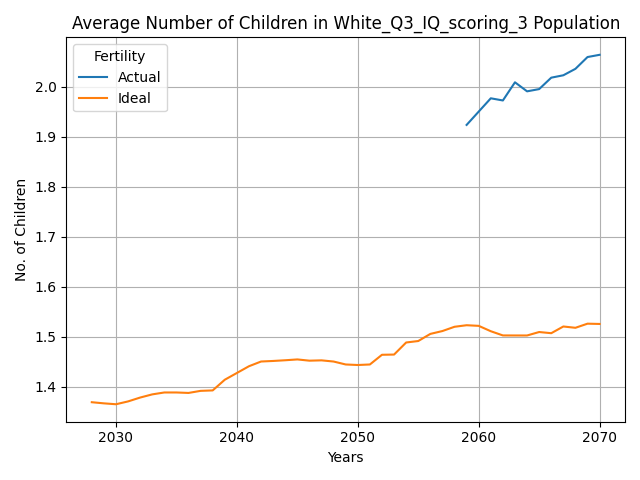 Average Number of Children in White_Q3_IQ_scoring_3 Population
Fertility
Actual
Ideal
No. of Children
2.0
1.9
1.8
1.7
1.6
1.5
1.4
2030
2040
2050
2060
2070
Years